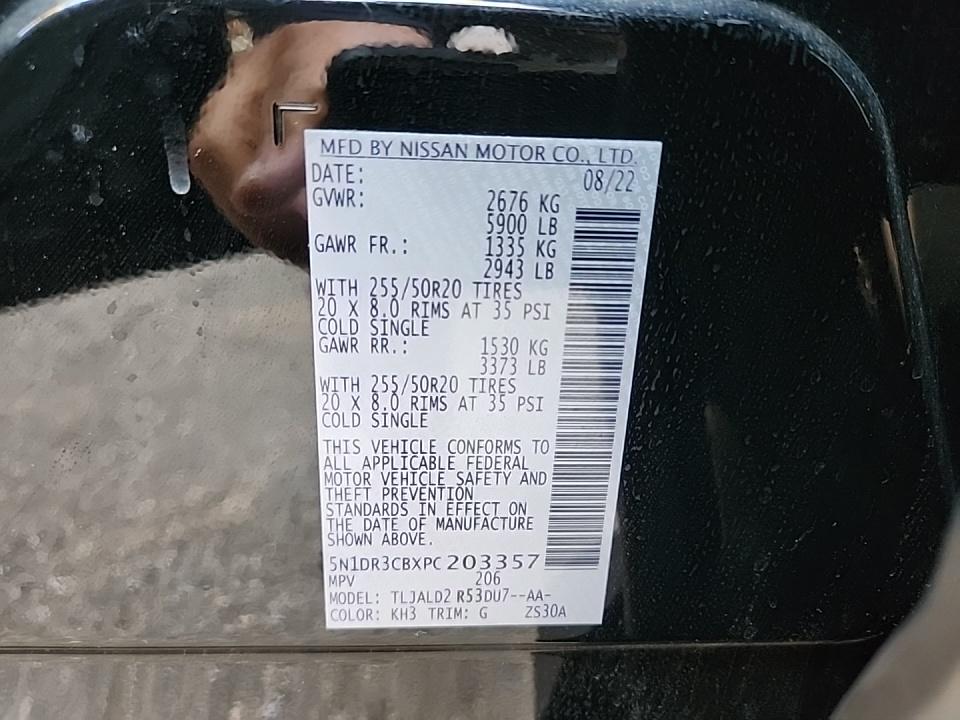 MFD BY NISSAN MOTOR CO., LTD.
DATE: 08/22
GVWR: 2676 KG
5900 LB
GAWR FR.: 1335 KG
2943 LB
WITH 255/50R20 TIRES
20 X 8.0 RIMS AT 35 PSI
COLD SINGLE
GAWR RR.: 1530 KG
3373 LB
WITH 255/50R20 TIRES
20 X 8.0 RIMS AT 35 PSI
COLD SINGLE
THIS VEHICLE CONFORMS TO
ALL APPLICABLE FEDERAL
MOTOR VEHICLE SAFETY AND
THEFT PREVENTION
STANDARDS IN EFFECT ON
THE DATE OF MANUFACTURE
SHOWN ABOVE.
5N1DR3CBXPC203357
MPV 206
MODEL: TLJALD2 R53DU7--AA-
COLOR: KH3 TRIM: G ZS30A